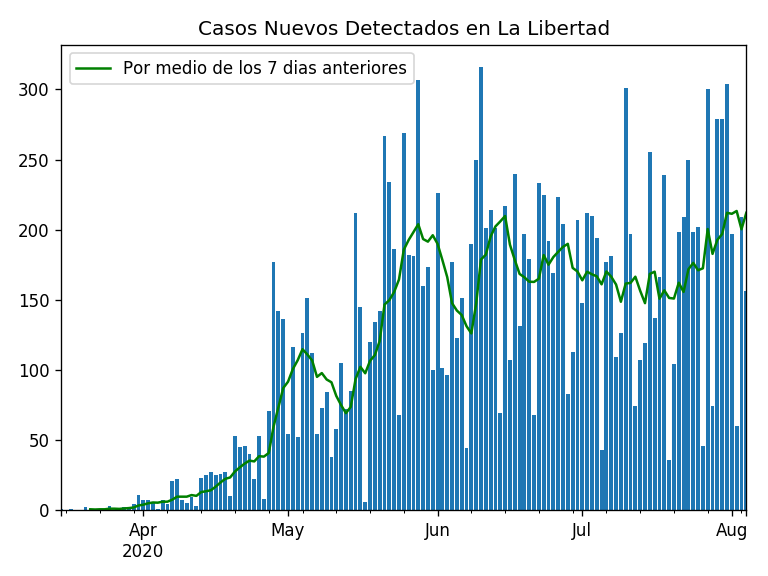 Casos Nuevos Detectados en La Libertad
Por medio de los 7 dias anteriores
300
250
200
150
100
50
0
Apr
2020
May
Jun
Jul
Aug